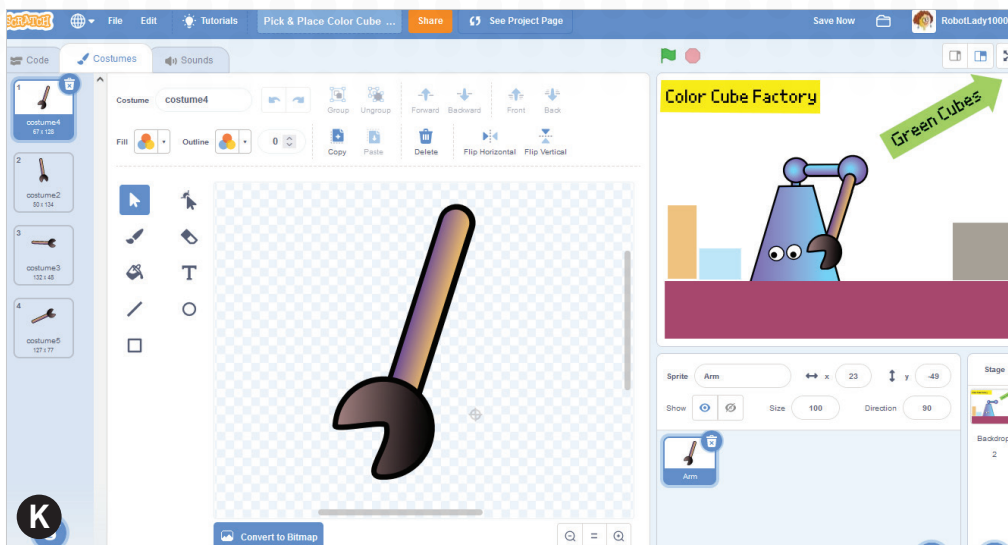 SCRATCH File Edit Tutorials Pick & Place Color Cube ... Share See Project Page Save Now RobotLady1000
Code Costumes Sounds
1
costume4
67 x 126
2
costume2
3
costume3
132 x 48
4
costume5
127 x 77
Costume costume4 Group Ungroup Forward Backward Front Back
Fill Outline 0 Copy Paste Delete Flip Horizontal Flip Vertical
T
Convert to Bitmap
=
K
Color Cube Factory
Green Cubes
Sprite Arm x 23 y -49
Show Size 100 Direction 90
Arm
Stage
Backdrop
2